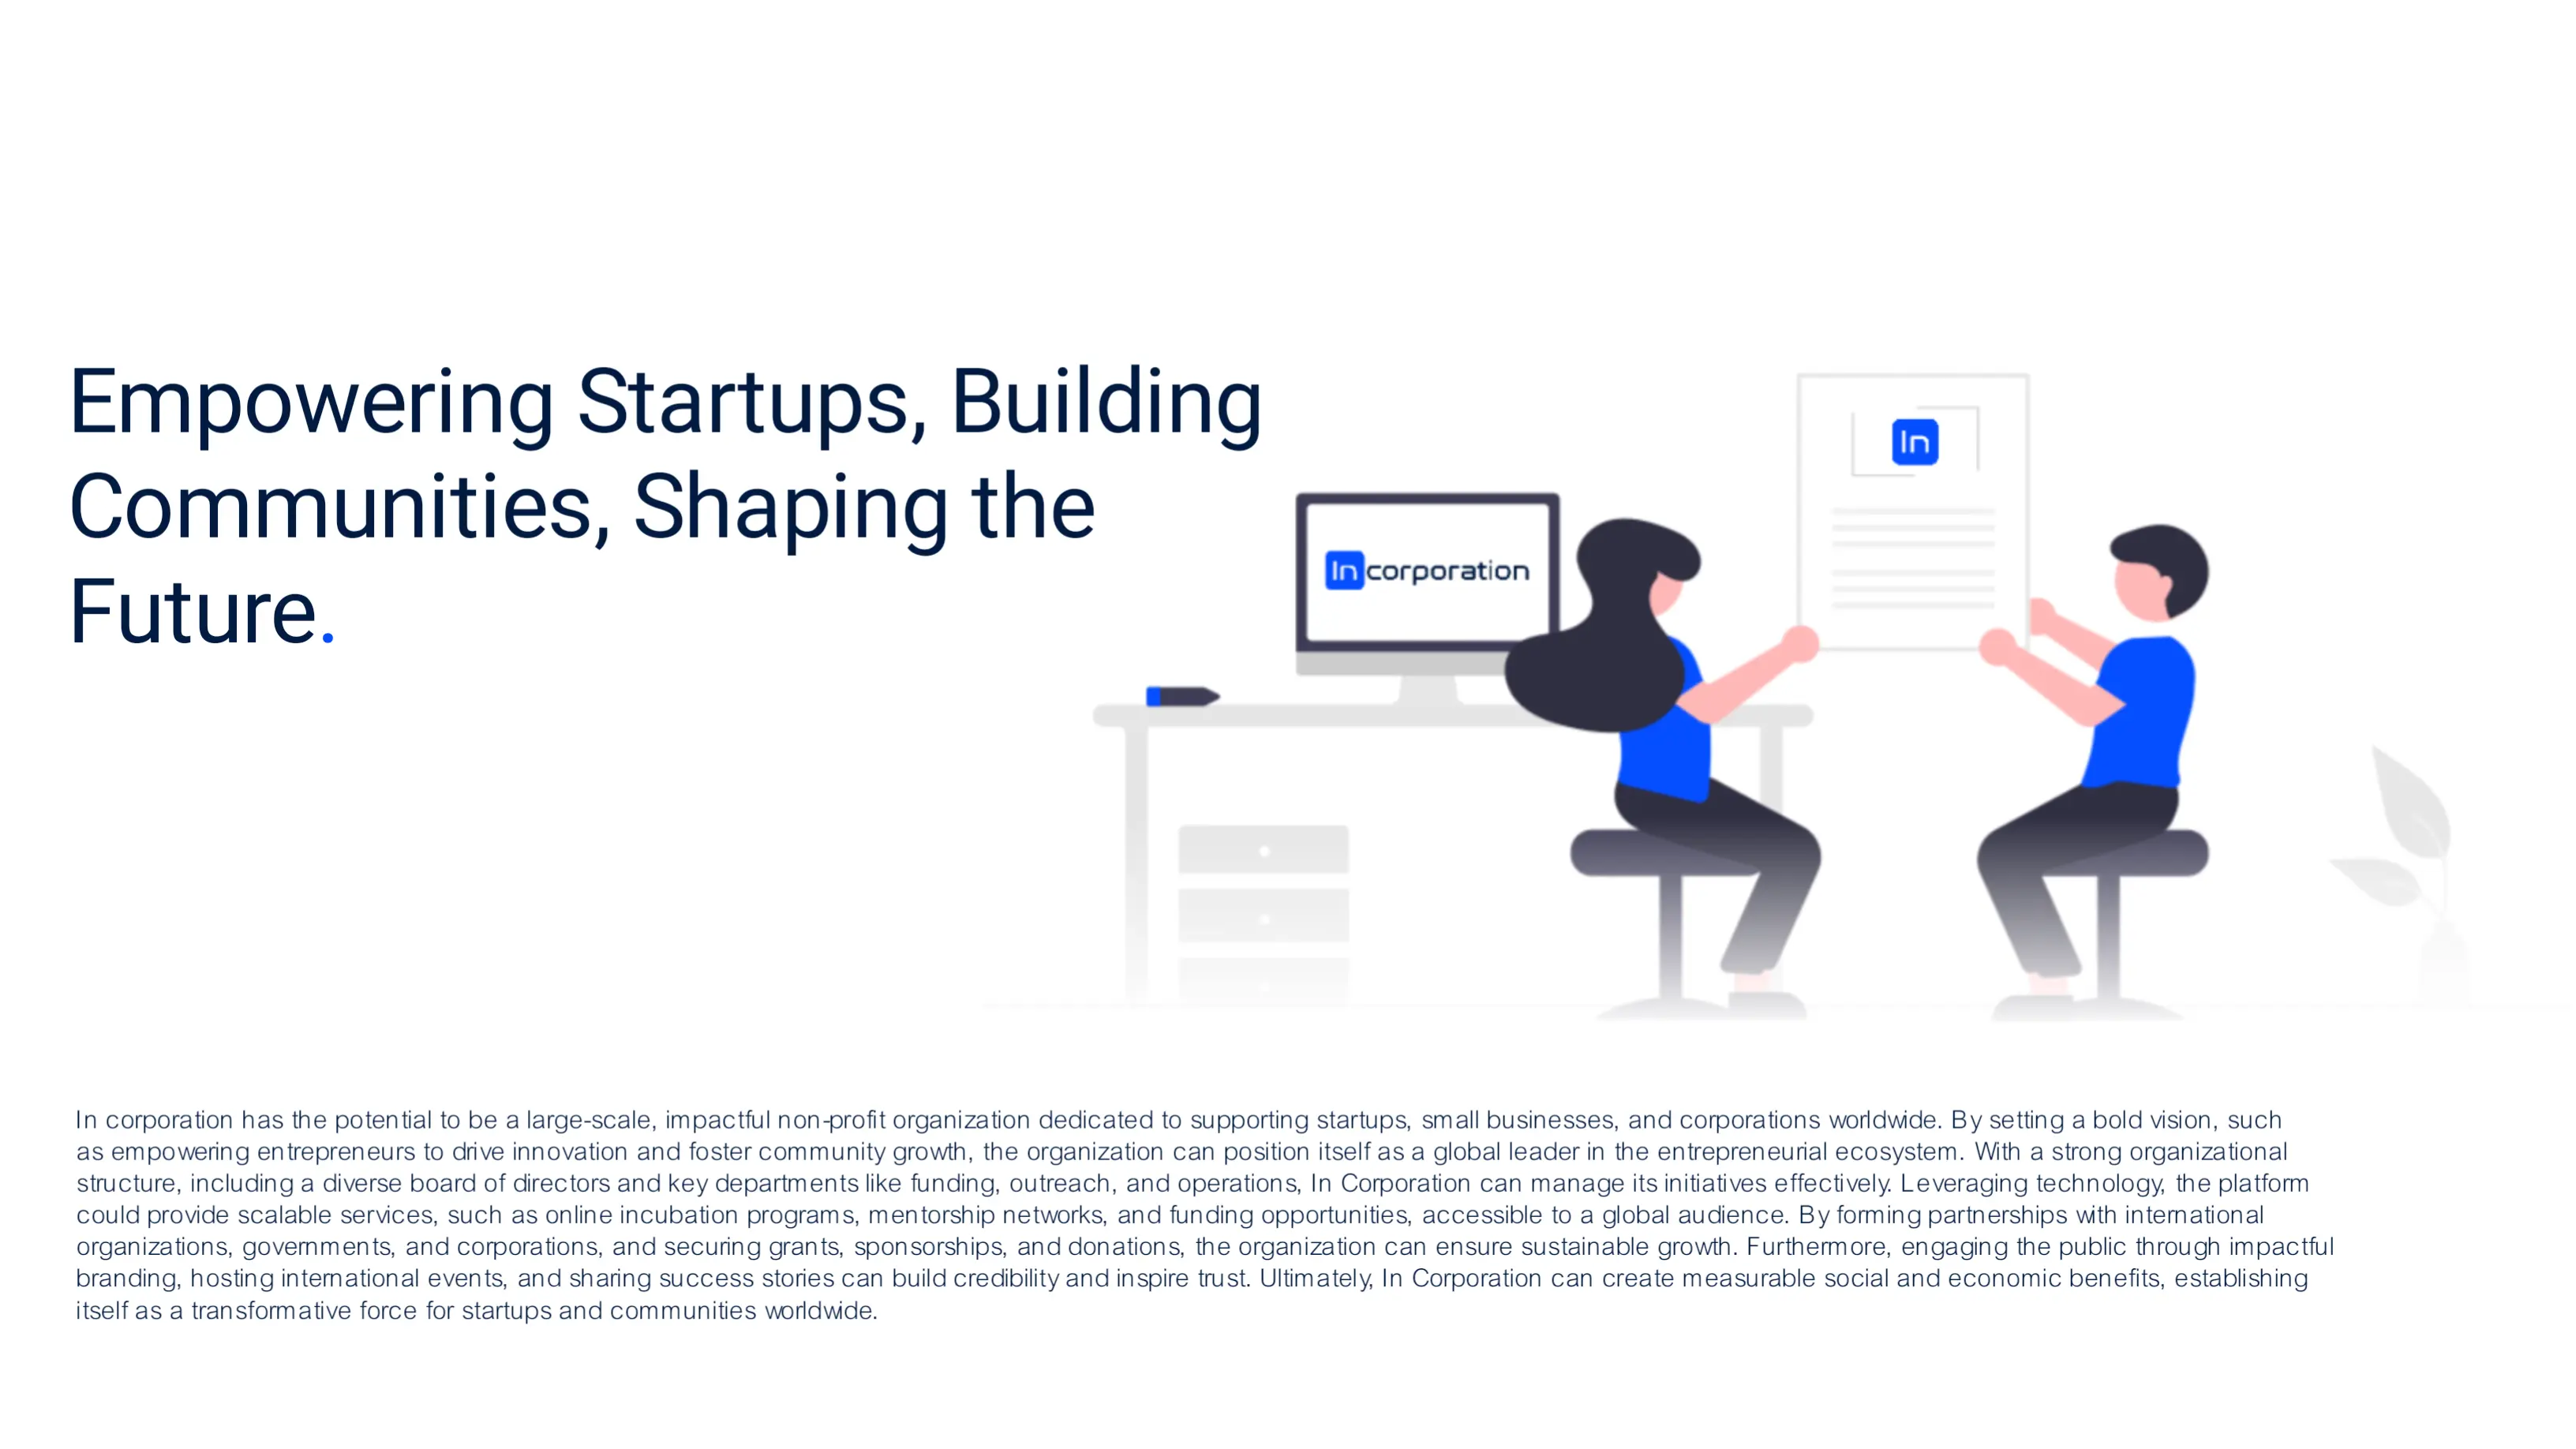 Empowering Startups, Building
Communities, Shaping the
Future.
In
Incorporation
In corporation has the potential to be a large-scale, impactful non-profit organization dedicated to supporting startups, small businesses, and corporations worldwide. By setting a bold vision, such
as empowering entrepreneurs to drive innovation and foster community growth, the organization can position itself as a global leader in the entrepreneurial ecosystem. With a strong organizational
structure, including a diverse board of directors and key departments like funding, outreach, and operations, In Corporation can manage its initiatives effectively. Leveraging technology, the platform
could provide scalable services, such as online incubation programs, mentorship networks, and funding opportunities, accessible to a global audience. By forming partnerships with international
organizations, governments, and corporations, and securing grants, sponsorships, and donations, the organization can ensure sustainable growth. Furthermore, engaging the public through impactful
branding, hosting international events, and sharing success stories can build credibility and inspire trust. Ultimately, In Corporation can create measurable social and economic benefits, establishing
itself as a transformative force for startups and communities worldwide.